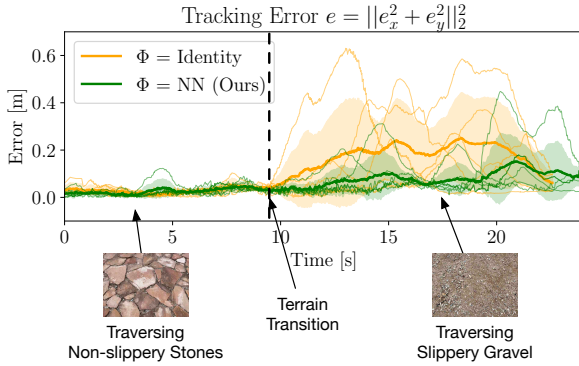 Tracking Error e = ||e_x^2 + e_y^2||_2^2
Error [m]
0.6
0.4
0.2
0.0
Φ = Identity
Φ = NN (Ours)
0 5 10 15 20
Time [s]
Traversing
Non-slippery Stones
Terrain
Transition
Traversing
Slippery Gravel